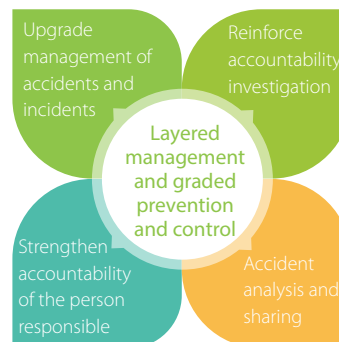 Upgrade
management of
accidents and
incidents
Reinforce
accountability
investigation
Layered
management
and graded
prevention
and control
Strengthen
accountability
of the person
responsible
Accident
analysis and
sharing